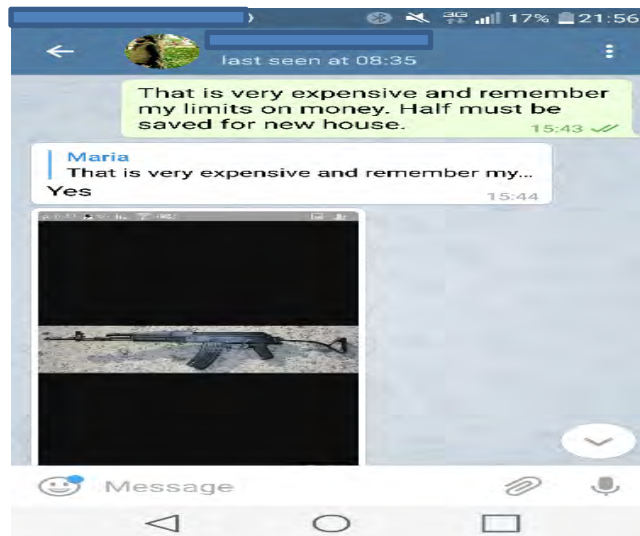 3G 17% 21:56
last seen at 08:35
That is very expensive and remember
my limits on money. Half must be
saved for new house.
15:43
Maria
That is very expensive and remember my...
Yes
15:44
Message